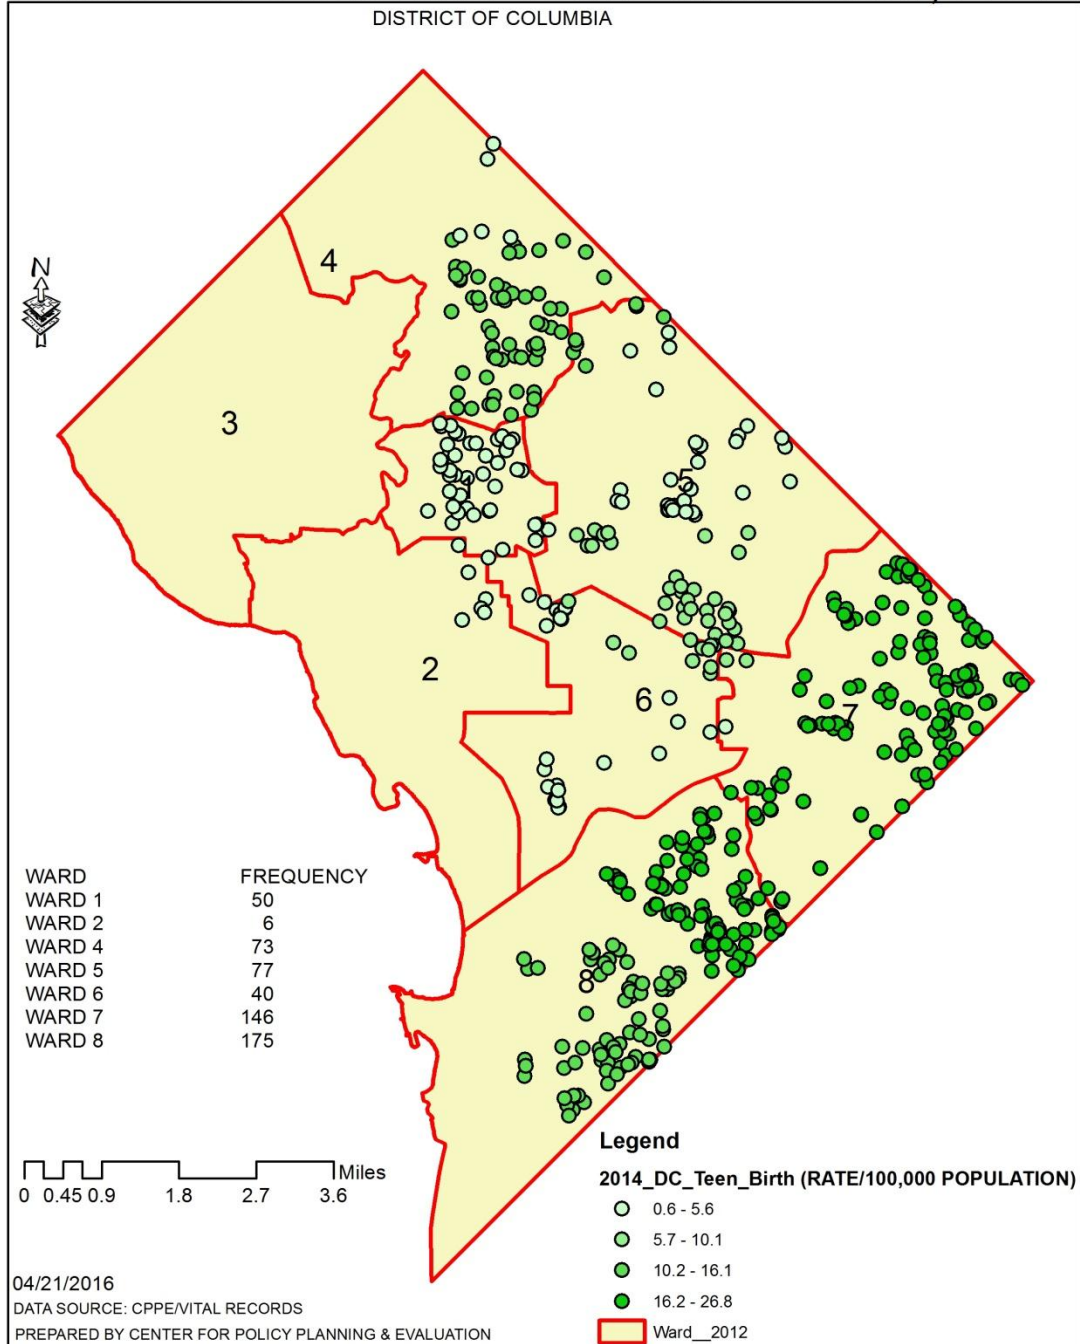 DISTRICT OF COLUMBIA
N
4
3
1
5
2
6
7
8
WARD FREQUENCY
WARD 1 50
WARD 2 6
WARD 4 73
WARD 5 77
WARD 6 40
WARD 7 146
WARD 8 175
Miles
0 0.45 0.9 1.8 2.7 3.6
Legend
2014_DC_Teen_Birth (RATE/100,000 POPULATION)
0.6 - 5.6
5.7 - 10.1
10.2 - 16.1
16.2 - 26.8
Ward__2012
04/21/2016
DATA SOURCE: CPPE/VITAL RECORDS
PREPARED BY CENTER FOR POLICY PLANNING & EVALUATION